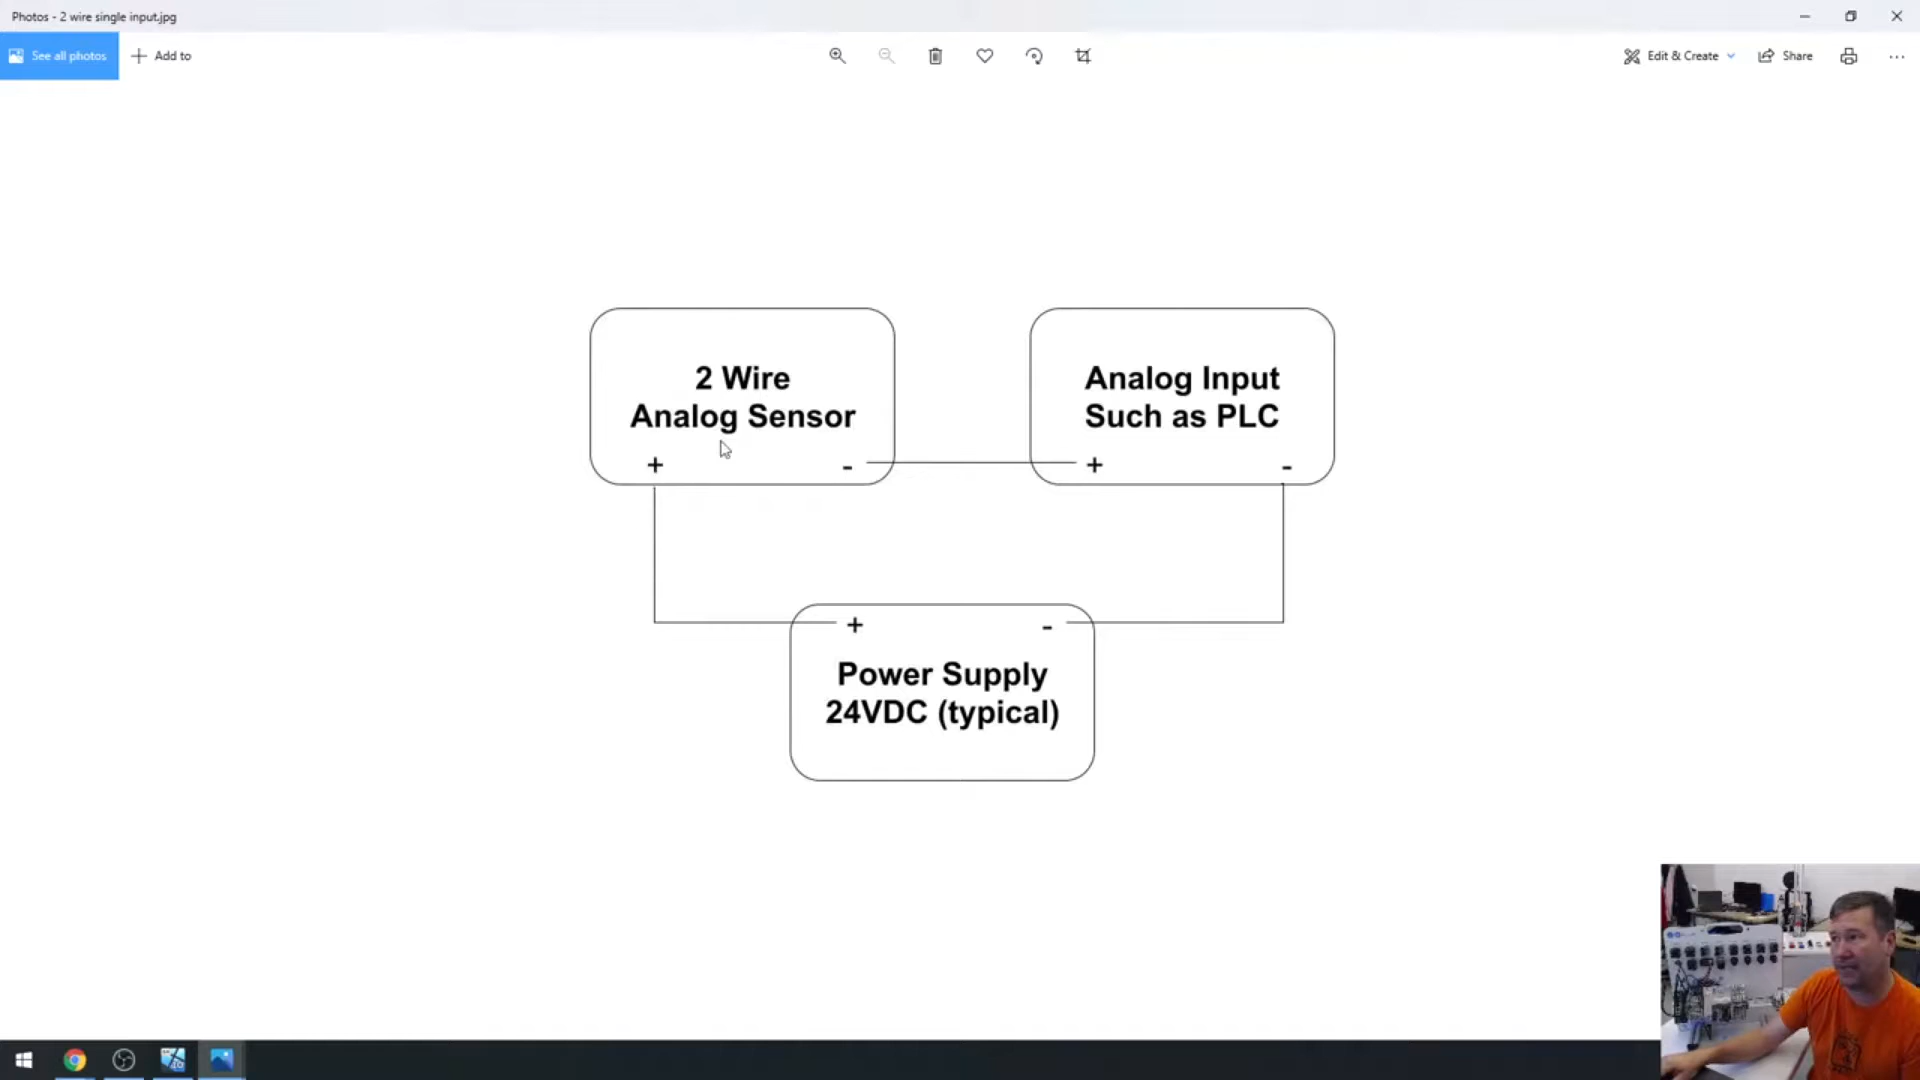 Photos - 2 wire single input.jpg
See all photos
Add to
Edit & Create
Share
2 Wire
Analog Sensor
+ -
Analog Input
Such as PLC
+ -
+ -
Power Supply
24VDC (typical)